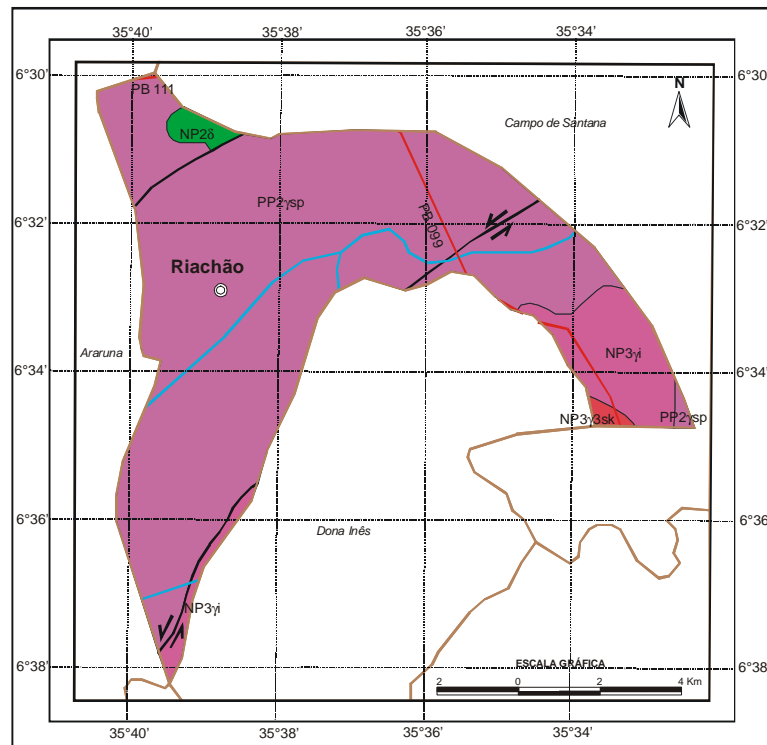 35°40' 35°38' 35°36' 35°34'
6°30' 6°30
PB 111
N
NP2δ
Campo de Santana
PP2γsp
6°32' 6°32'
PB 099
Riachão
Araruna
6°34' NP3γi 6°34'
NP3γ3sk PP2γsp
6°36' 6°36
Dona Inês
NP3γi
6°38' 6°38
ESCALA GRÁFICA
2 0 2 4 Km
35°40' 35°38' 35°36' 35°34'